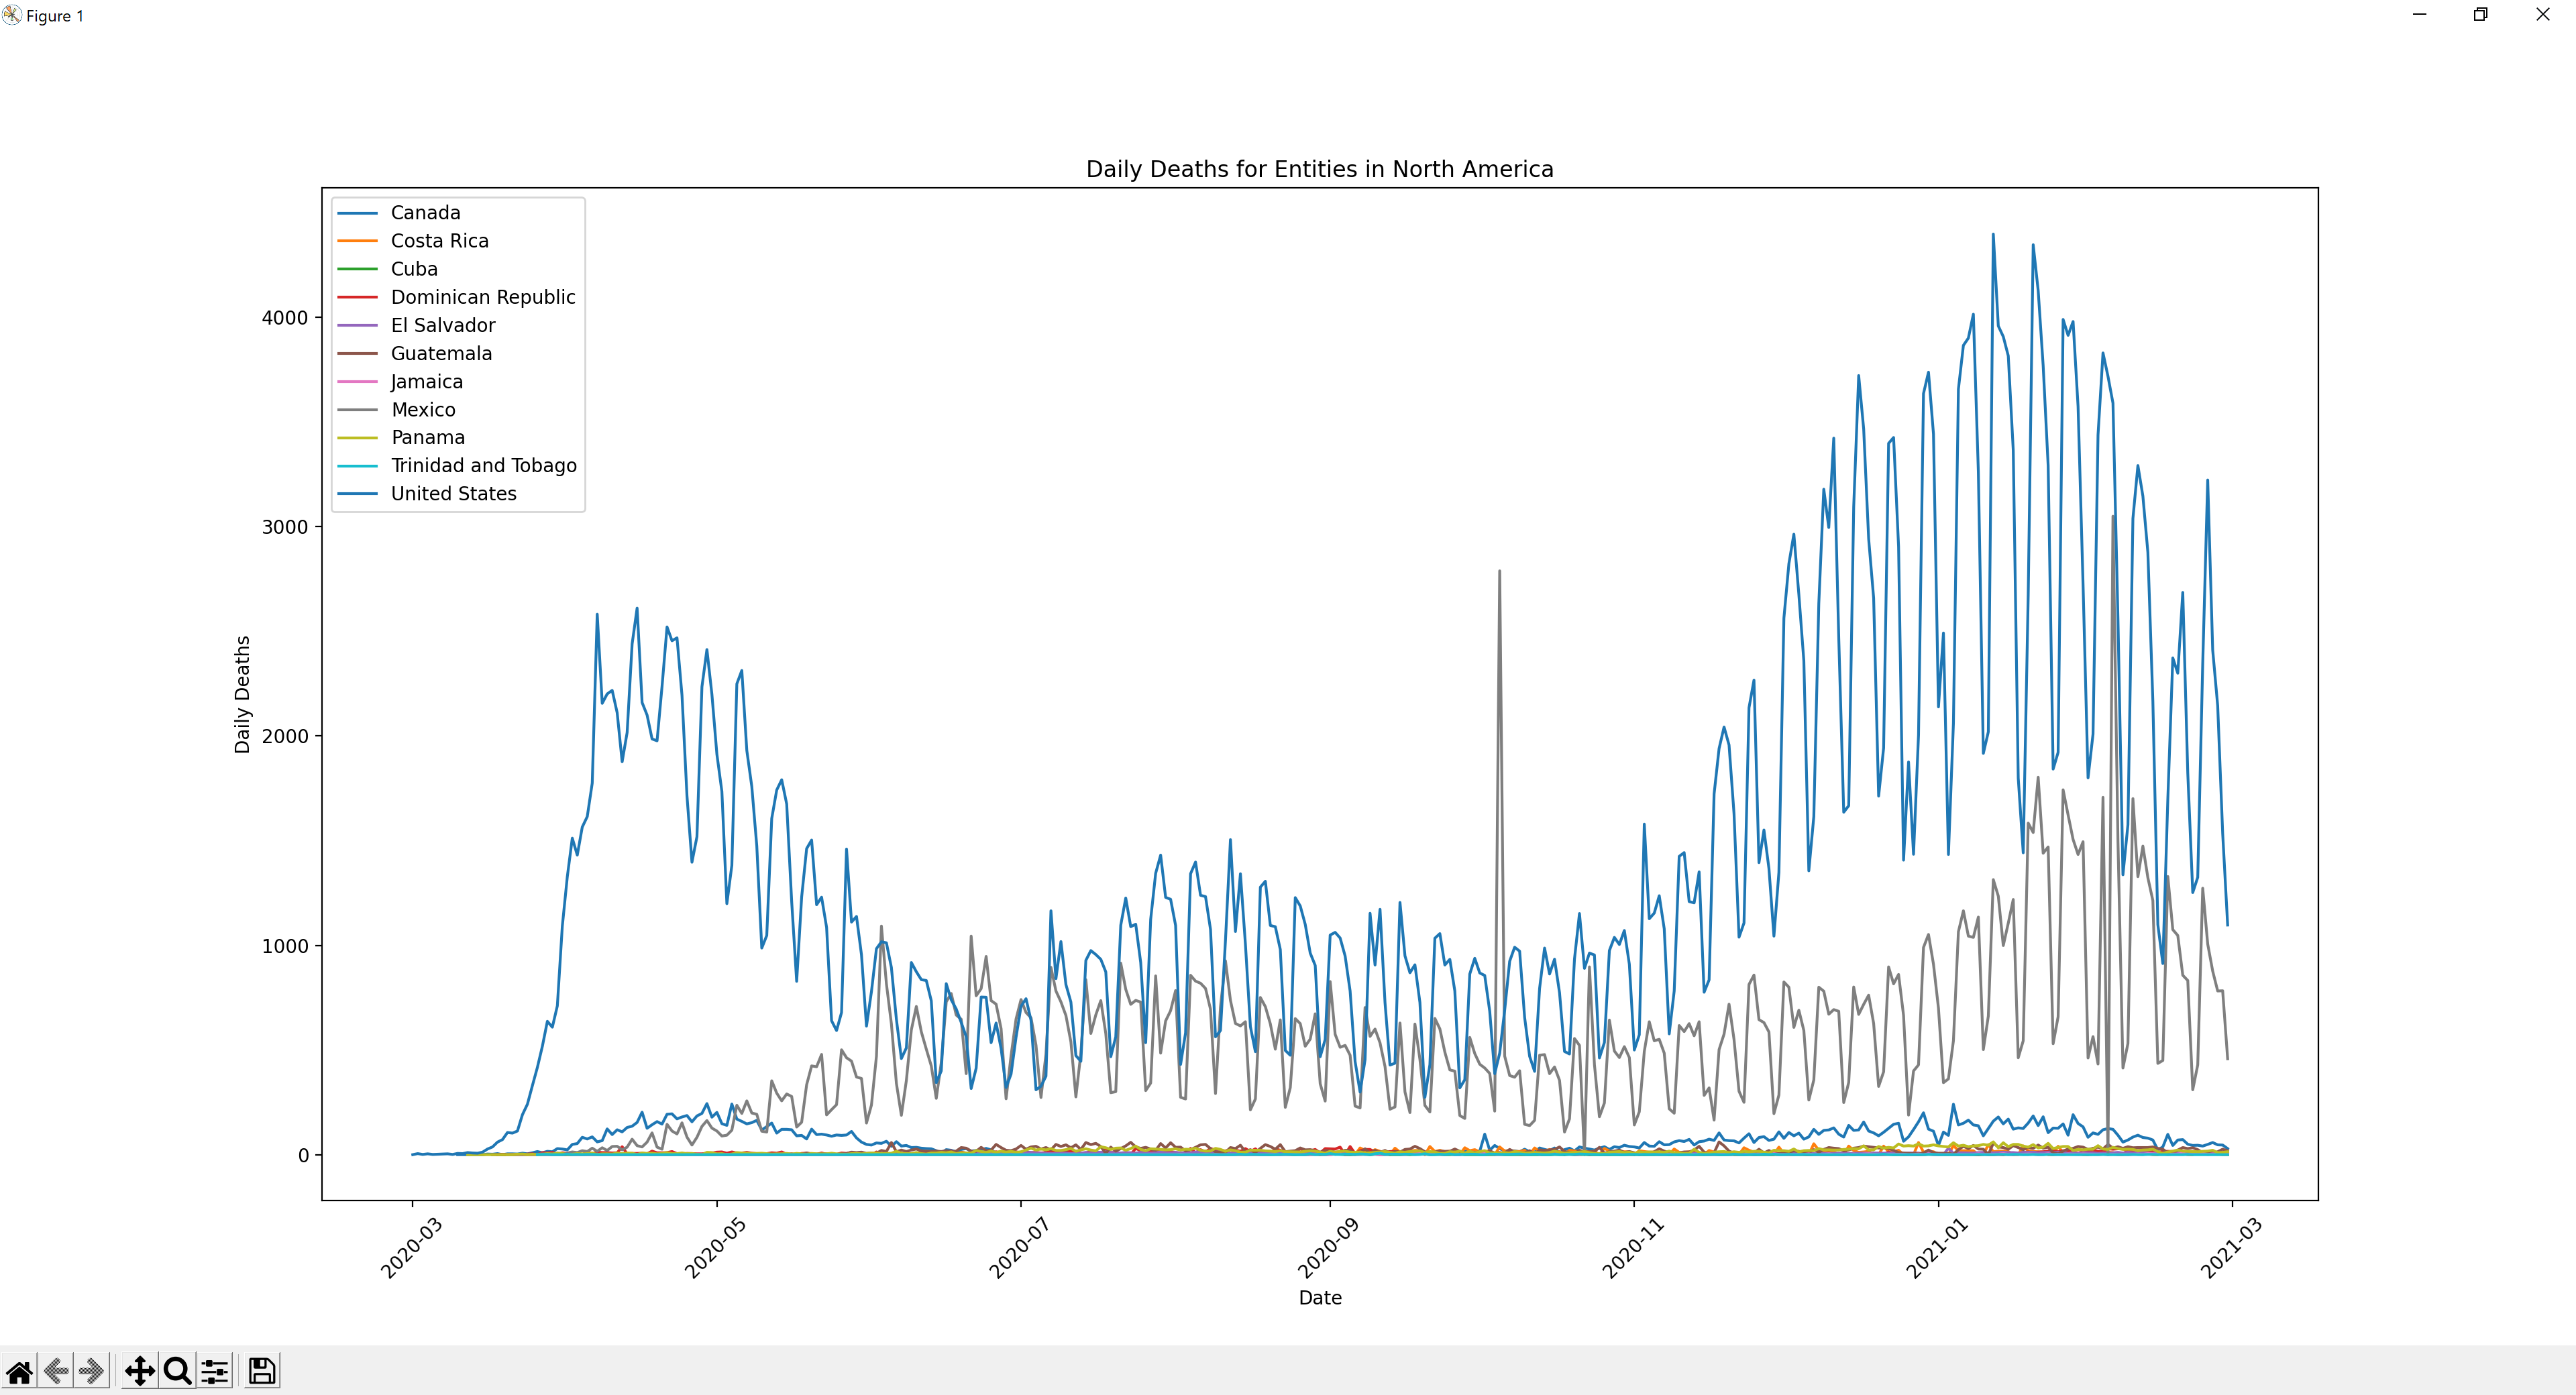 Figure 1
Daily Deaths for Entities in North America
Canada
Costa Rica
Cuba
Dominican Republic
El Salvador
Guatemala
Jamaica
Mexico
Panama
Trinidad and Tobago
United States
4000
3000
2000
1000
0
Daily Deaths
2020-03
2020-05
2020-07
2020-09
2020-11
2021-01
2021-03
Date